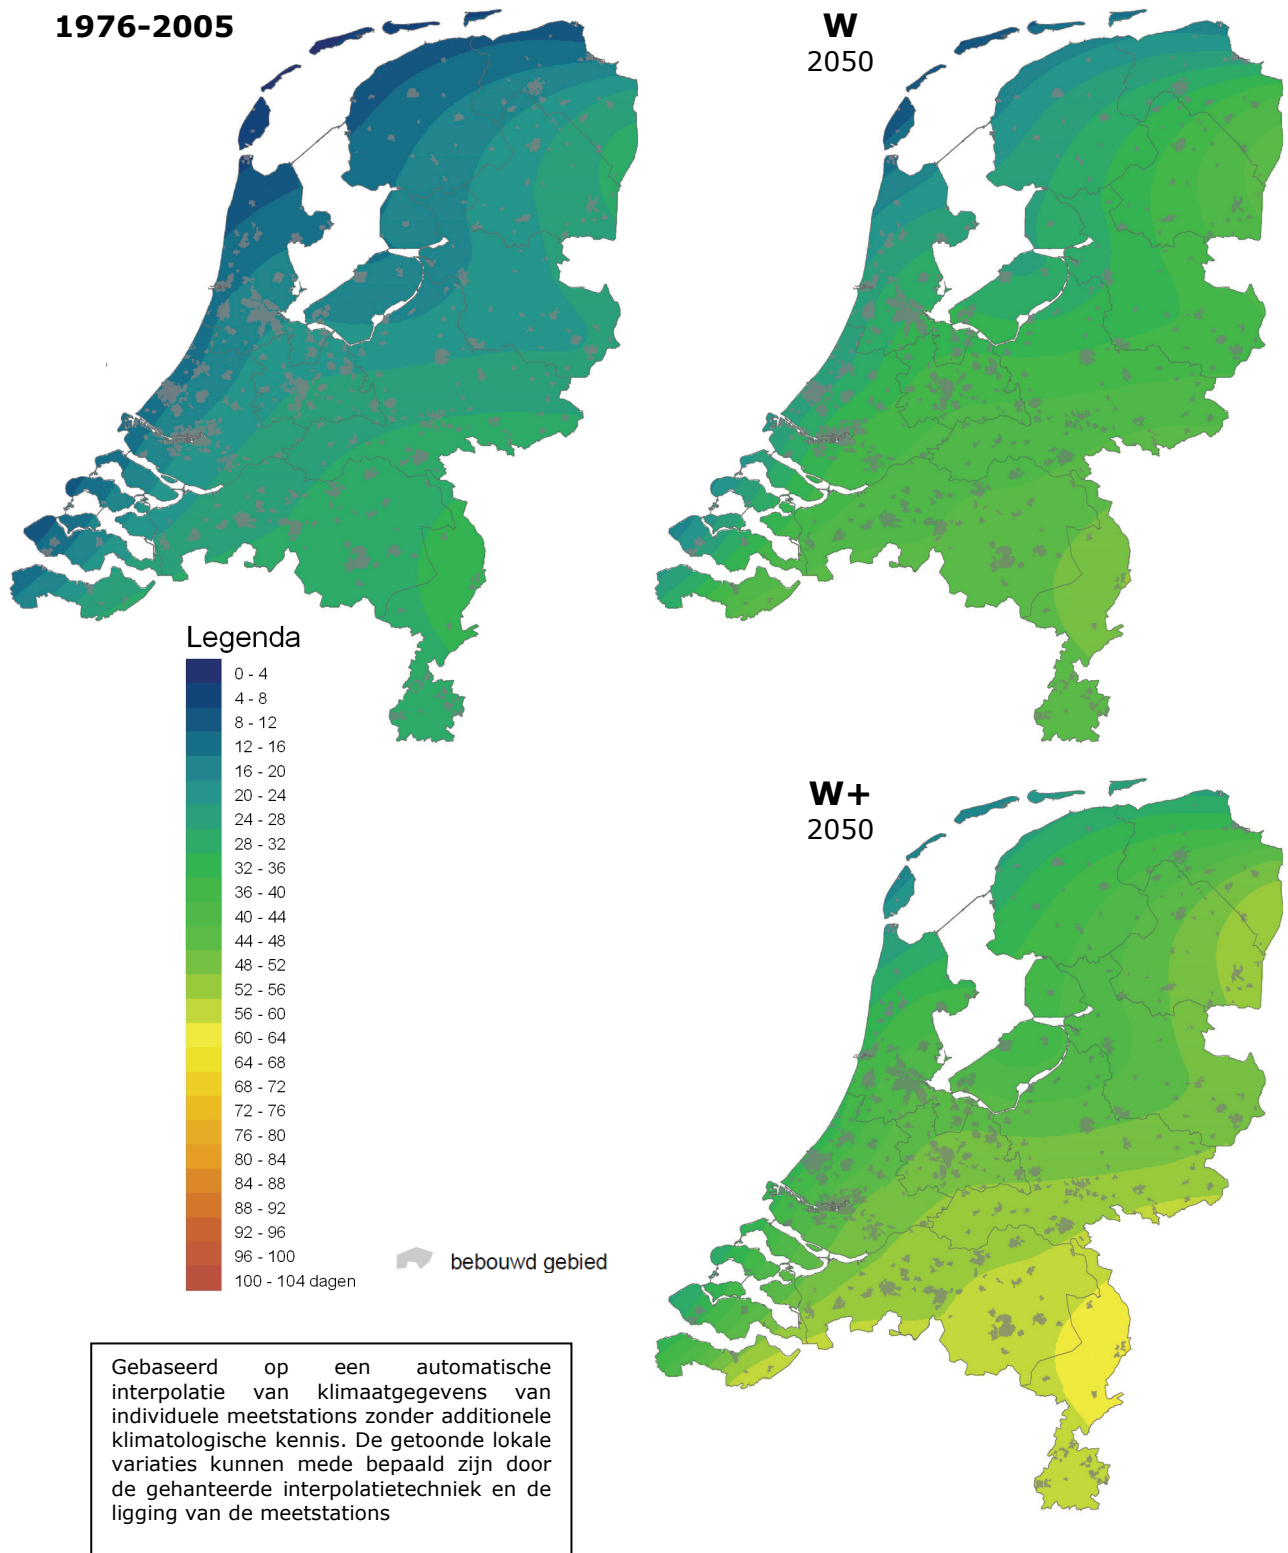 1976-2005
W
2050
Legenda
0 - 4
4 - 8
8 - 12
12 - 16
16 - 20
20 - 24
24 - 28
28 - 32
32 - 36
36 - 40
40 - 44
44 - 48
48 - 52
52 - 56
56 - 60
60 - 64
64 - 68
68 - 72
72 - 76
76 - 80
80 - 84
84 - 88
88 - 92
92 - 96
96 - 100
100 - 104 dagen
bebouwd gebied
W+
2050
Gebaseerd op een automatische
interpolatie van klimaatgegevens van
individuele meetstations zonder additionele
klimatologische kennis. De getoonde lokale
variaties kunnen mede bepaald zijn door
de gehanteerde interpolatietechniek en de
ligging van de meetstations